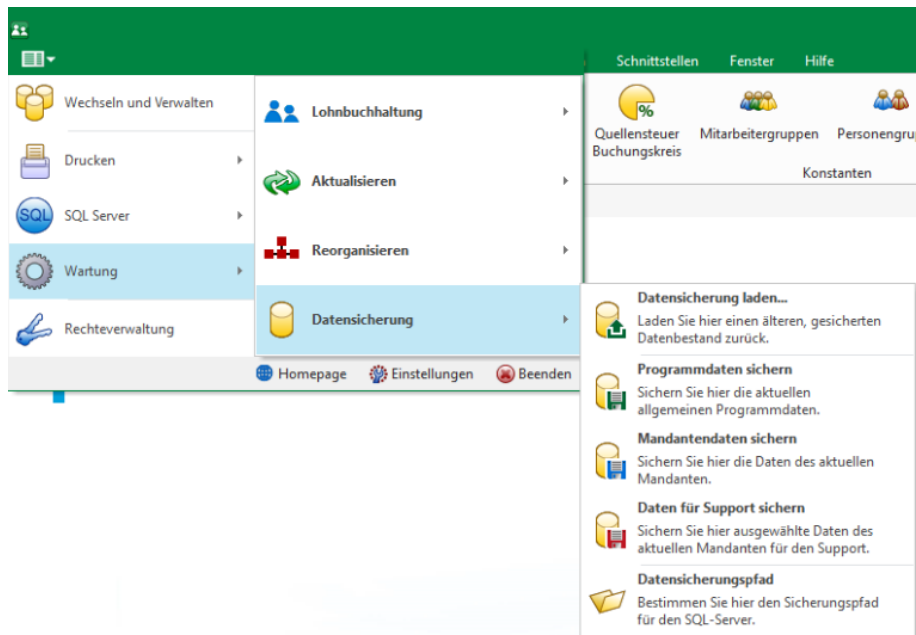 Schnittstellen Fenster Hilfe
Wechseln und Verwalten
Drucken
SQL
SQL Server
Wartung
Rechteverwaltung
Lohnbuchhaltung
Aktualisieren
Reorganisieren
Datensicherung
Homepage Einstellungen Beenden
%
Quellensteuer
Buchungskreis
Mitarbeitergruppen
Personengru
Konstanten
Datensicherung laden...
Laden Sie hier einen älteren, gesicherten
Datenbestand zurück.
Programmdaten sichern
Sichern Sie hier die aktuellen
allgemeinen Programmdaten.
Mandantendaten sichern
Sichern Sie hier die Daten des aktuellen
Mandanten.
Daten für Support sichern
Sichern Sie hier ausgewählte Daten des
aktuellen Mandanten für den Support.
Datensicherungspfad
Bestimmen Sie hier den Sicherungspfad
für den SQL-Server.